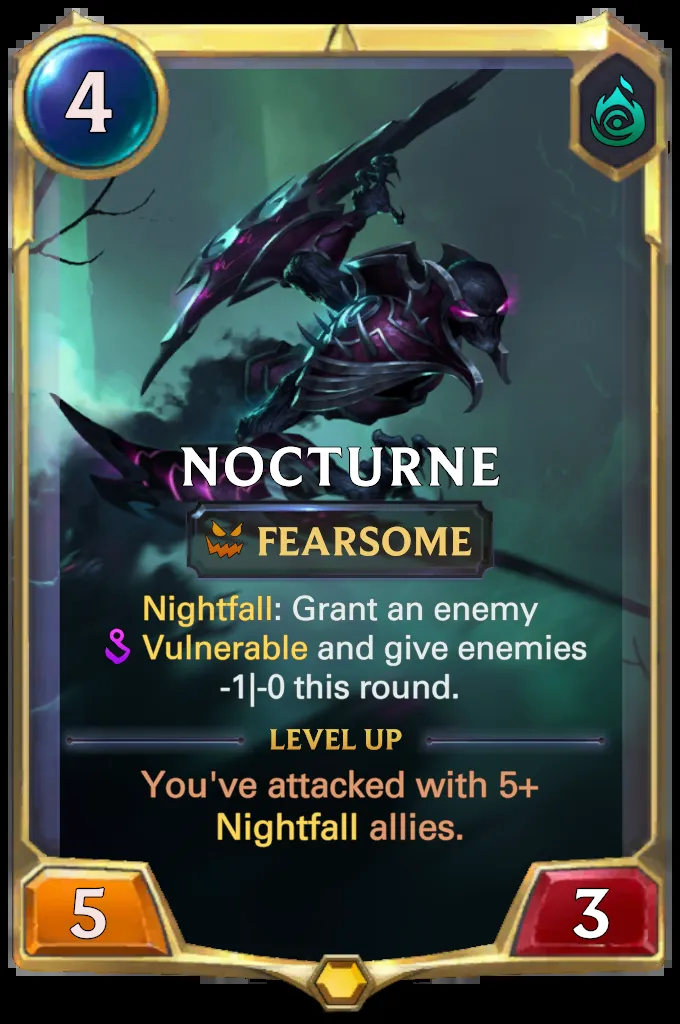 4
NOCTURNE
FEARSOME
Nightfall: Grant an enemy
Vulnerable and give enemies
-1|-0 this round.
LEVEL UP
You've attacked with 5+
Nightfall allies.
5
3